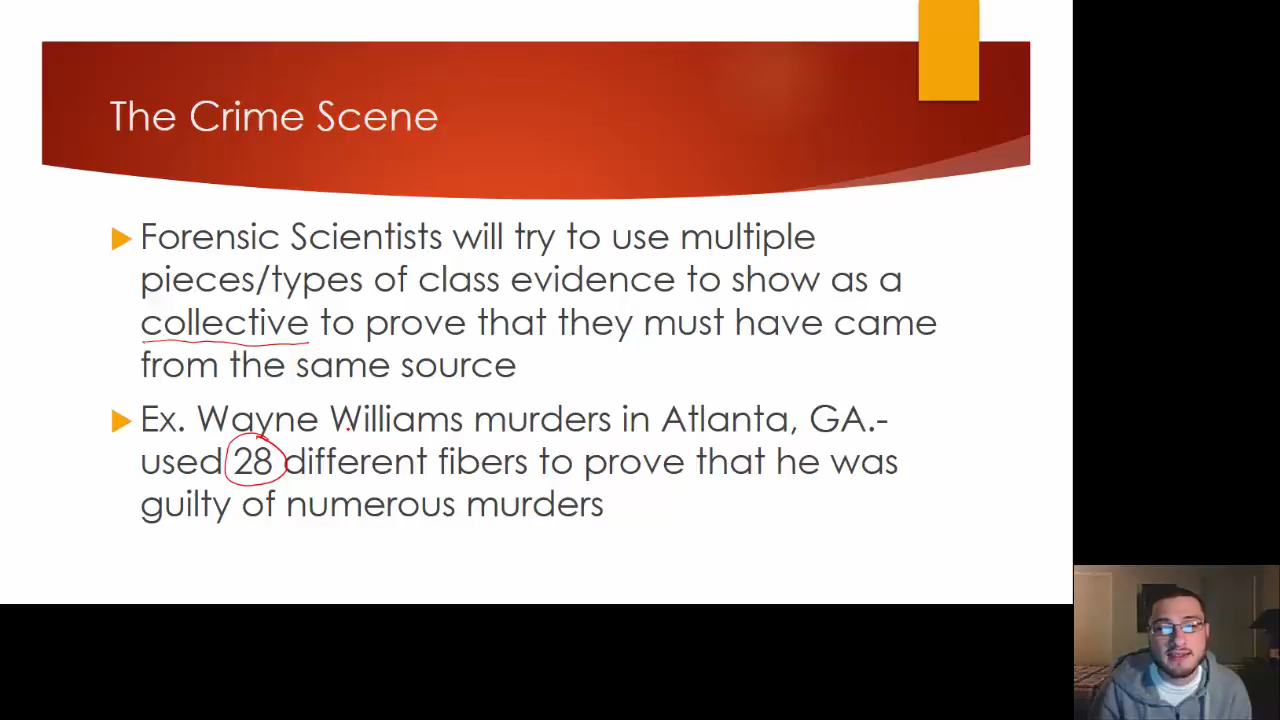 The Crime Scene
Forensic Scientists will try to use multiple
pieces/types of class evidence to show as a
collective to prove that they must have came
from the same source
Ex. Wayne Williams murders in Atlanta, GA.-
used 28 different fibers to prove that he was
guilty of numerous murders